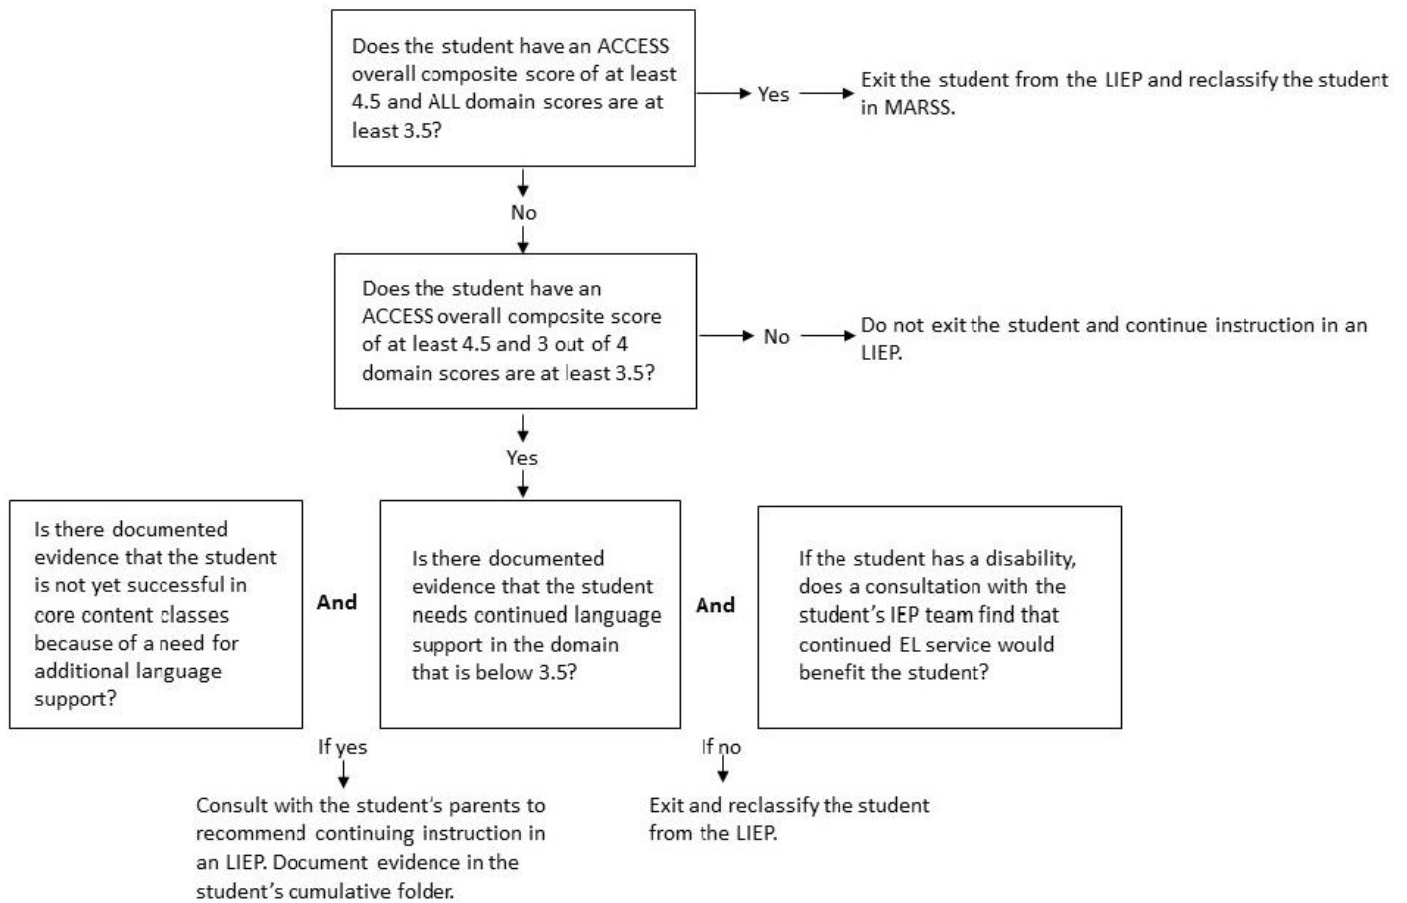 Does the student have an ACCESS
overall composite score of at least
4.5 and ALL domain scores are at
least 3.5?
Yes
Exit the student from the LIEP and reclassify the student
in MARSS.
No
Does the student have an
ACCESS overall composite score
of at least 4.5 and 3 out of 4
domain scores are at least 3.5?
No
Do not exit the student and continue instruction in an
LIEP.
Yes
Is there documented
evidence that the student
is not yet successful in
core content classes
because of a need for
additional language
support?
And
Is there documented
evidence that the student
needs continued language
support in the domain
that is below 3.5?
And
If the student has a disability,
does a consultation with the
student's IEP team find that
continued EL service would
benefit the student?
If yes
Consult with the student's parents to
recommend continuing instruction in
an LIEP. Document evidence in the
student's cumulative folder.
If no
Exit and reclassify the student
from the LIEP.